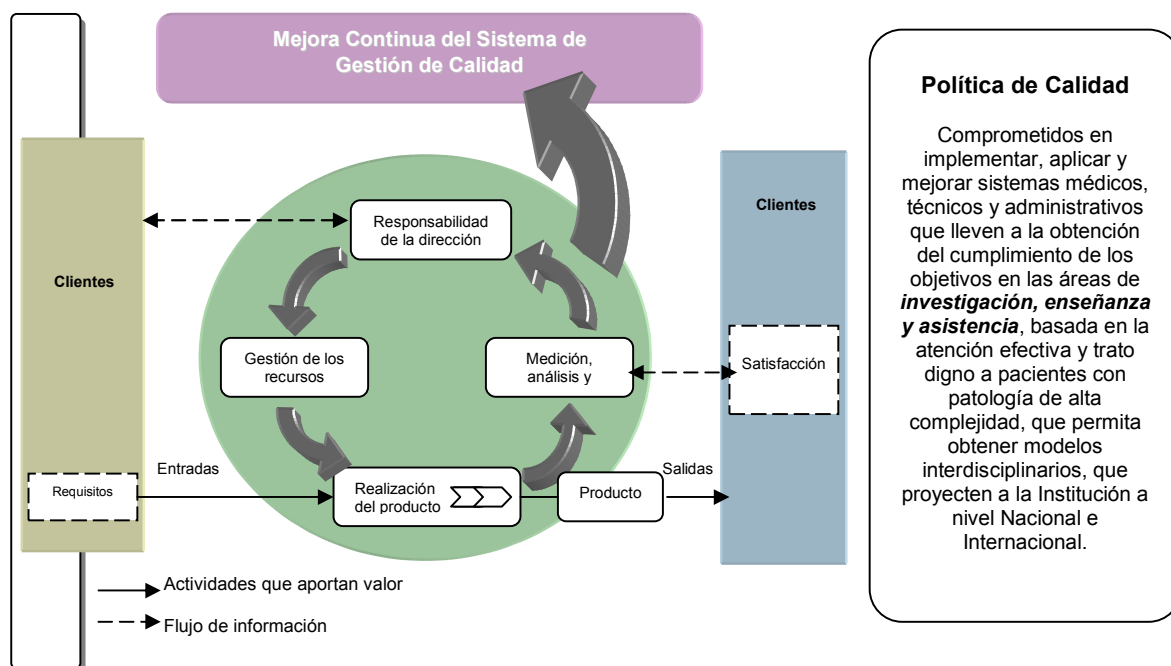 Mejora Continua del Sistema de
Gestión de Calidad
Clientes
Requisitos
Entradas
Responsabilidad
de la dirección
Gestión de los
recursos
Medición,
análisis y
Realización
del producto
Producto
Salidas
Clientes
Satisfacción
Actividades que aportan valor
Flujo de información
Política de Calidad
Comprometidos en
implementar, aplicar y
mejorar sistemas médicos,
técnicos y administrativos
que lleven a la obtención
del cumplimiento de los
objetivos en las áreas de
investigación, enseñanza
y asistencia, basada en la
atención efectiva y trato
digno a pacientes con
patología de alta
complejidad, que permita
obtener modelos
interdisciplinarios, que
proyecten a la Institución a
nivel Nacional e
Internacional.